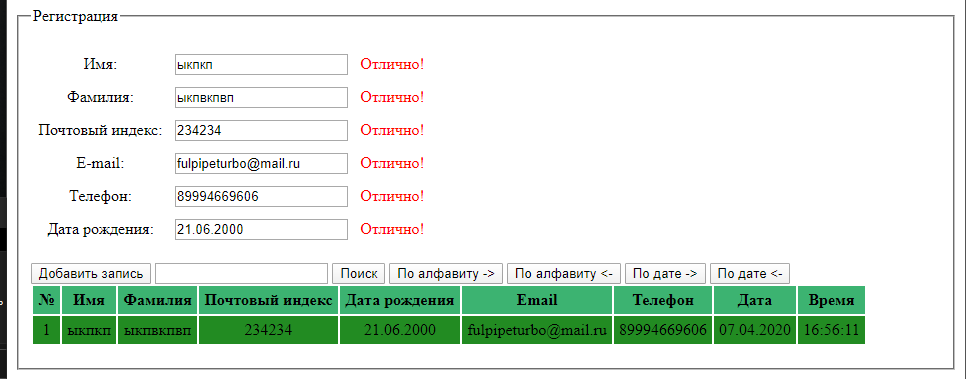 Регистрация
Имя: ыкпкп Отлично!
Фамилия: ыкпвкпвп Отлично!
Почтовый индекс: 234234 Отлично!
E-mail: fulpipeturbo@mail.ru Отлично!
Телефон: 89994669606 Отлично!
Дата рождения: 21.06.2000 Отлично!
Добавить запись Поиск По алфавиту -> По алфавиту <- По дате -> По дате <-
№ Имя Фамилия Почтовый индекс Дата рождения Email Телефон Дата Время
1 ыкпкп ыкпвкпвп 234234 21.06.2000 fulpipeturbo@mail.ru 89994669606 07.04.2020 16:56:11